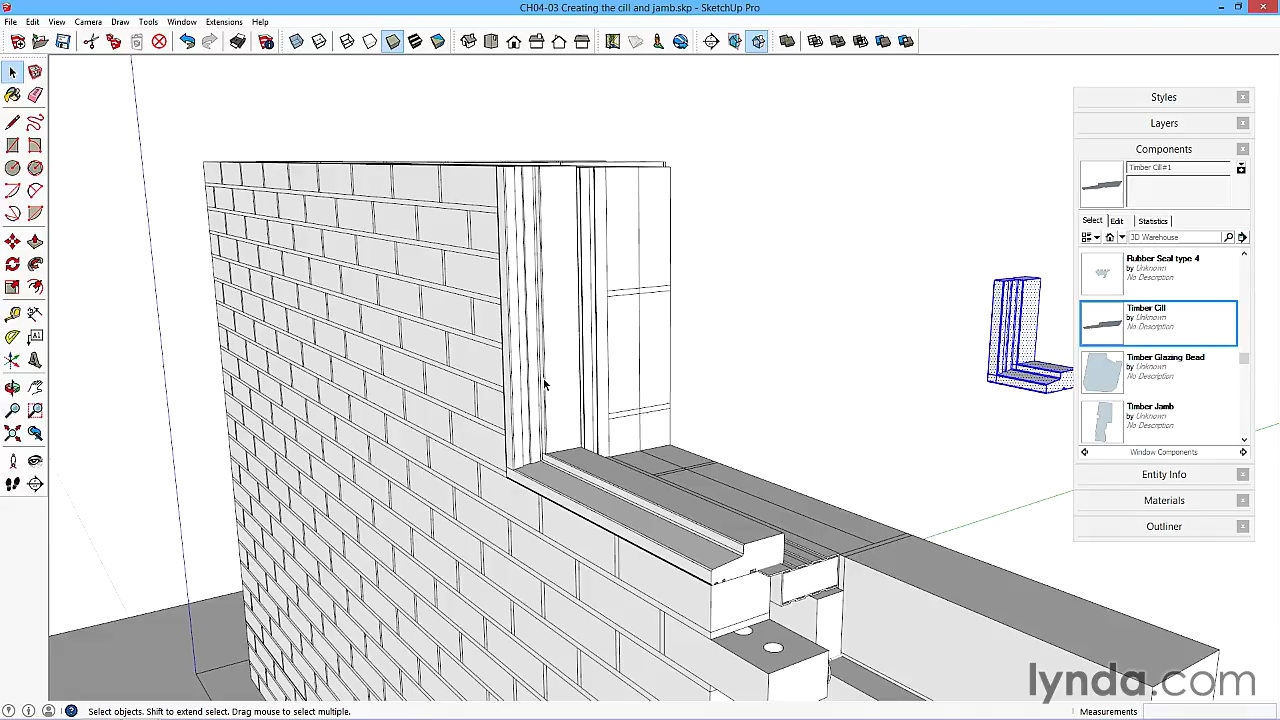 CH04-03 Creating the cill and jamb.skp - SketchUp Pro
File Edit View Camera Draw Tools Window Extensions Help
Styles
Layers
Components
Timber Cill#1
Select Edit Statistics
3D Warehouse
Rubber Seal type 4
by Unknown
No Description
Timber Cill
by Unknown
No Description
Timber Glazing Bead
by Unknown
No Description
Timber Jamb
by Unknown
No Description
Window Components
Entity Info
Materials
Outliner
lynda.com
Select objects. Shift to extend select. Drag mouse to select multiple.
Measurements